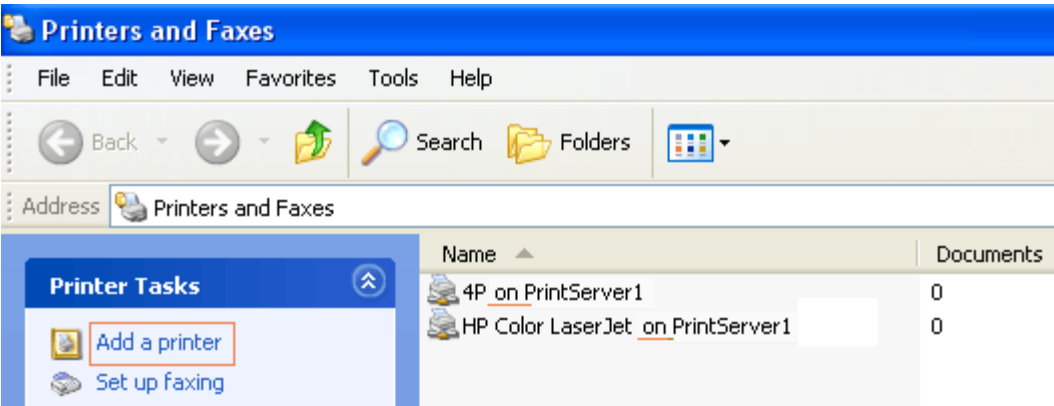 Printers and Faxes
File Edit View Favorites Tools Help
Back Search Folders
Address Printers and Faxes
Name Documents
Printer Tasks
4P on PrintServer1 0
HP Color LaserJet on PrintServer1 0
Add a printer
Set up faxing